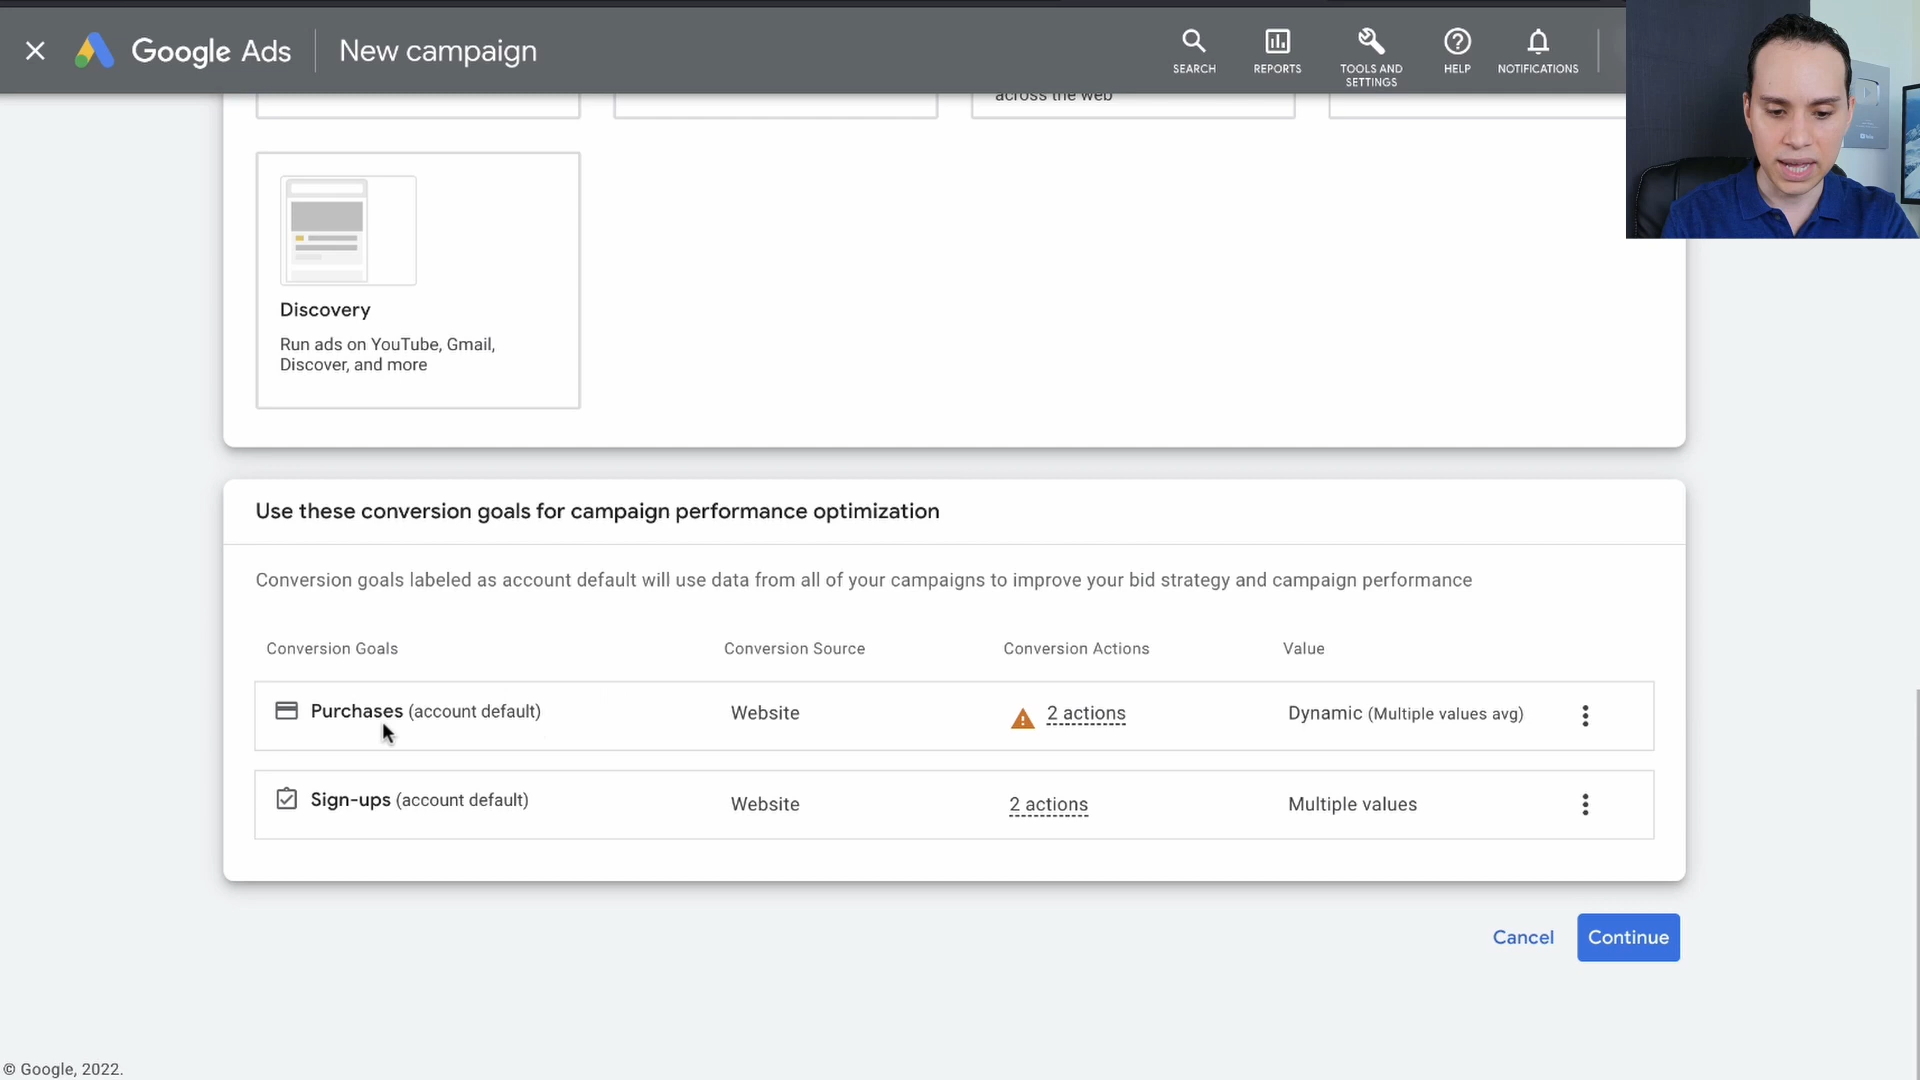 Google Ads
New campaign
SEARCH
REPORTS
TOOLS AND
SETTINGS
HELP
NOTIFICATIONS
across the web
Discovery
Run ads on YouTube, Gmail,
Discover, and more
Use these conversion goals for campaign performance optimization
Conversion goals labeled as account default will use data from all of your campaigns to improve your bid strategy and campaign performance
Conversion Goals
Conversion Source
Conversion Actions
Value
Purchases (account default)
Website
2 actions
Dynamic (Multiple values avg)
Sign-ups (account default)
Website
2 actions
Multiple values
Cancel
Continue
© Google, 2022.